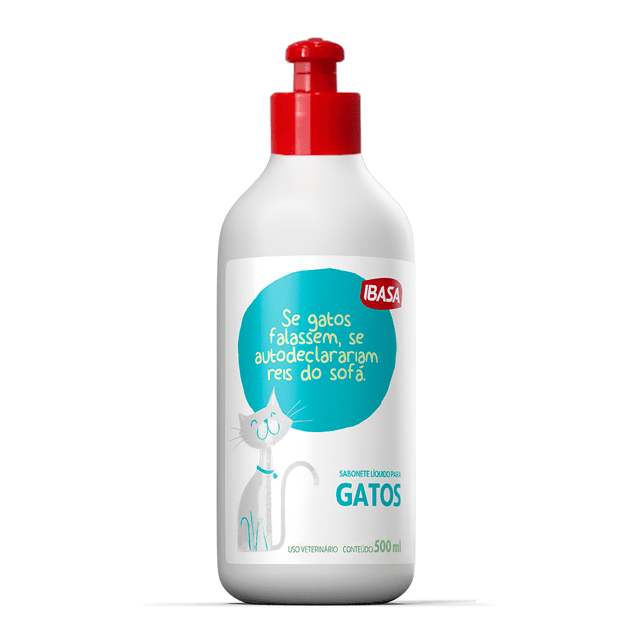 IBASA
Se gatos
falassem, se
autodeclarariam
reis do sofá.
SABONETE LÍQUIDO PARA
GATOS
USO VETERINÁRIO CONTEÚDO 500 ml